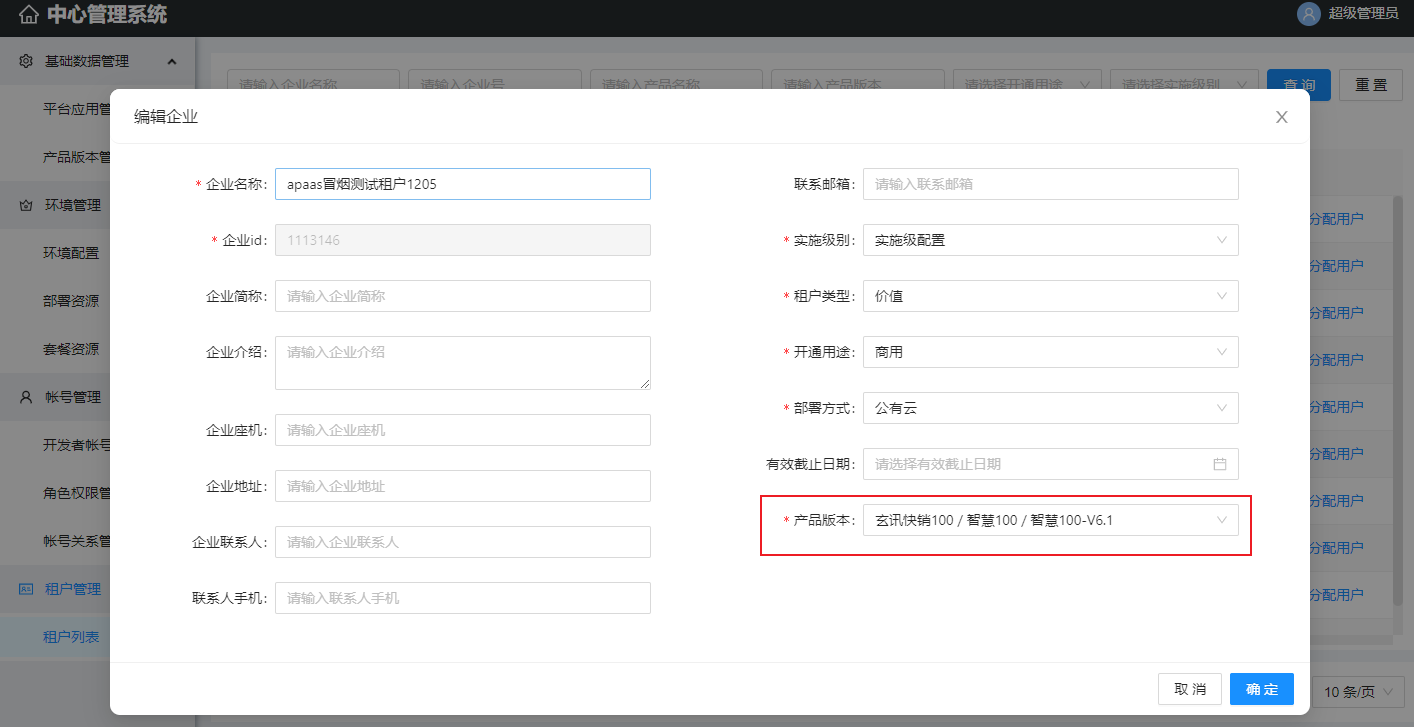 中心管理系统
超级管理员
基础数据管理
平台应用管
产品版本管
环境管理
环境配置
部署资源
套餐资源
帐号管理
开发者帐号
角色权限管
帐号关系管
租户管理
租户列表
请输入企业名称
请输入企业号
请输入产品名称
请输入产品版本
请选择开通用途
请选择实施级别
查 询
重 置
编辑企业
* 企业名称:
apaas冒烟测试租户1205
* 企业id:
1113146
企业简称:
请输入企业简称
企业介绍:
请输入企业介绍
企业座机:
请输入企业座机
企业地址:
请输入企业地址
企业联系人:
请输入企业联系人
联系人手机:
请输入联系人手机
联系邮箱:
请输入联系邮箱
* 实施级别:
实施级配置
* 租户类型:
价值
* 开通用途:
商用
* 部署方式:
公有云
有效截止日期:
请选择有效截止日期
* 产品版本:
玄讯快销100 / 智慧100 / 智慧100-V6.1
取 消
确 定
分配用户
分配用户
分配用户
分配用户
分配用户
分配用户
分配用户
分配用户
分配用户
10 条/页